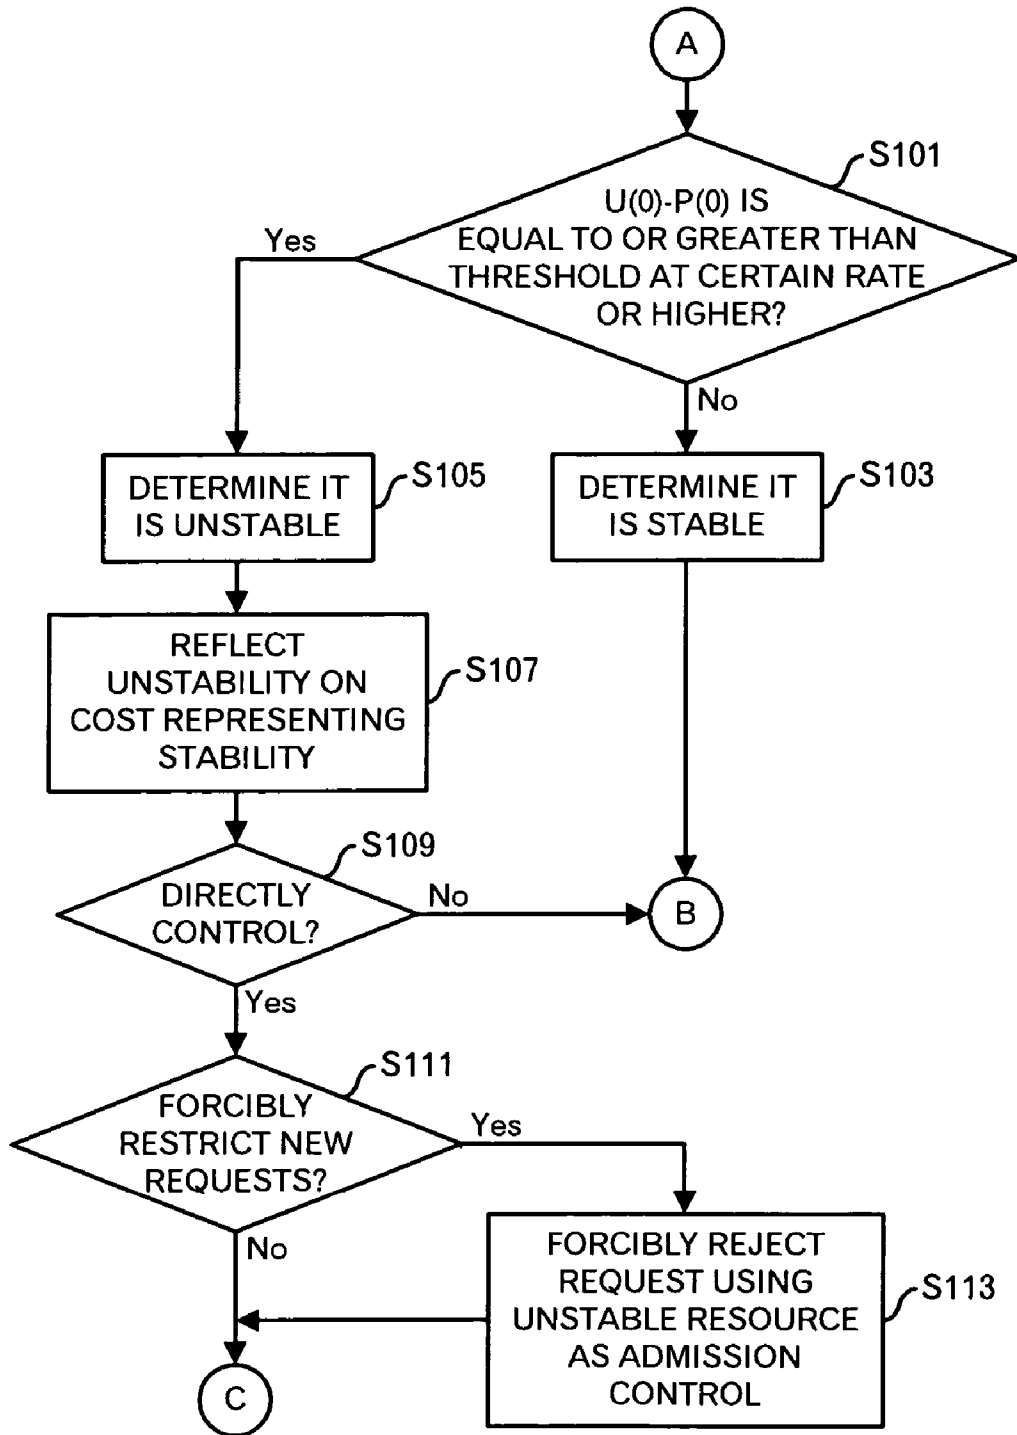 A
S101
U(0)-P(0) IS
EQUAL TO OR GREATER THAN
THRESHOLD AT CERTAIN RATE
OR HIGHER?
Yes
No
S105
DETERMINE IT
IS UNSTABLE
S103
DETERMINE IT
IS STABLE
REFLECT
UNSTABILITY ON
COST REPRESENTING
STABILITY
S107
S109
DIRECTLY
CONTROL?
No
B
Yes
S111
FORCIBLY
RESTRICT NEW
REQUESTS?
Yes
No
FORCIBLY REJECT
REQUEST USING
UNSTABLE RESOURCE
AS ADMISSION
CONTROL
S113
C